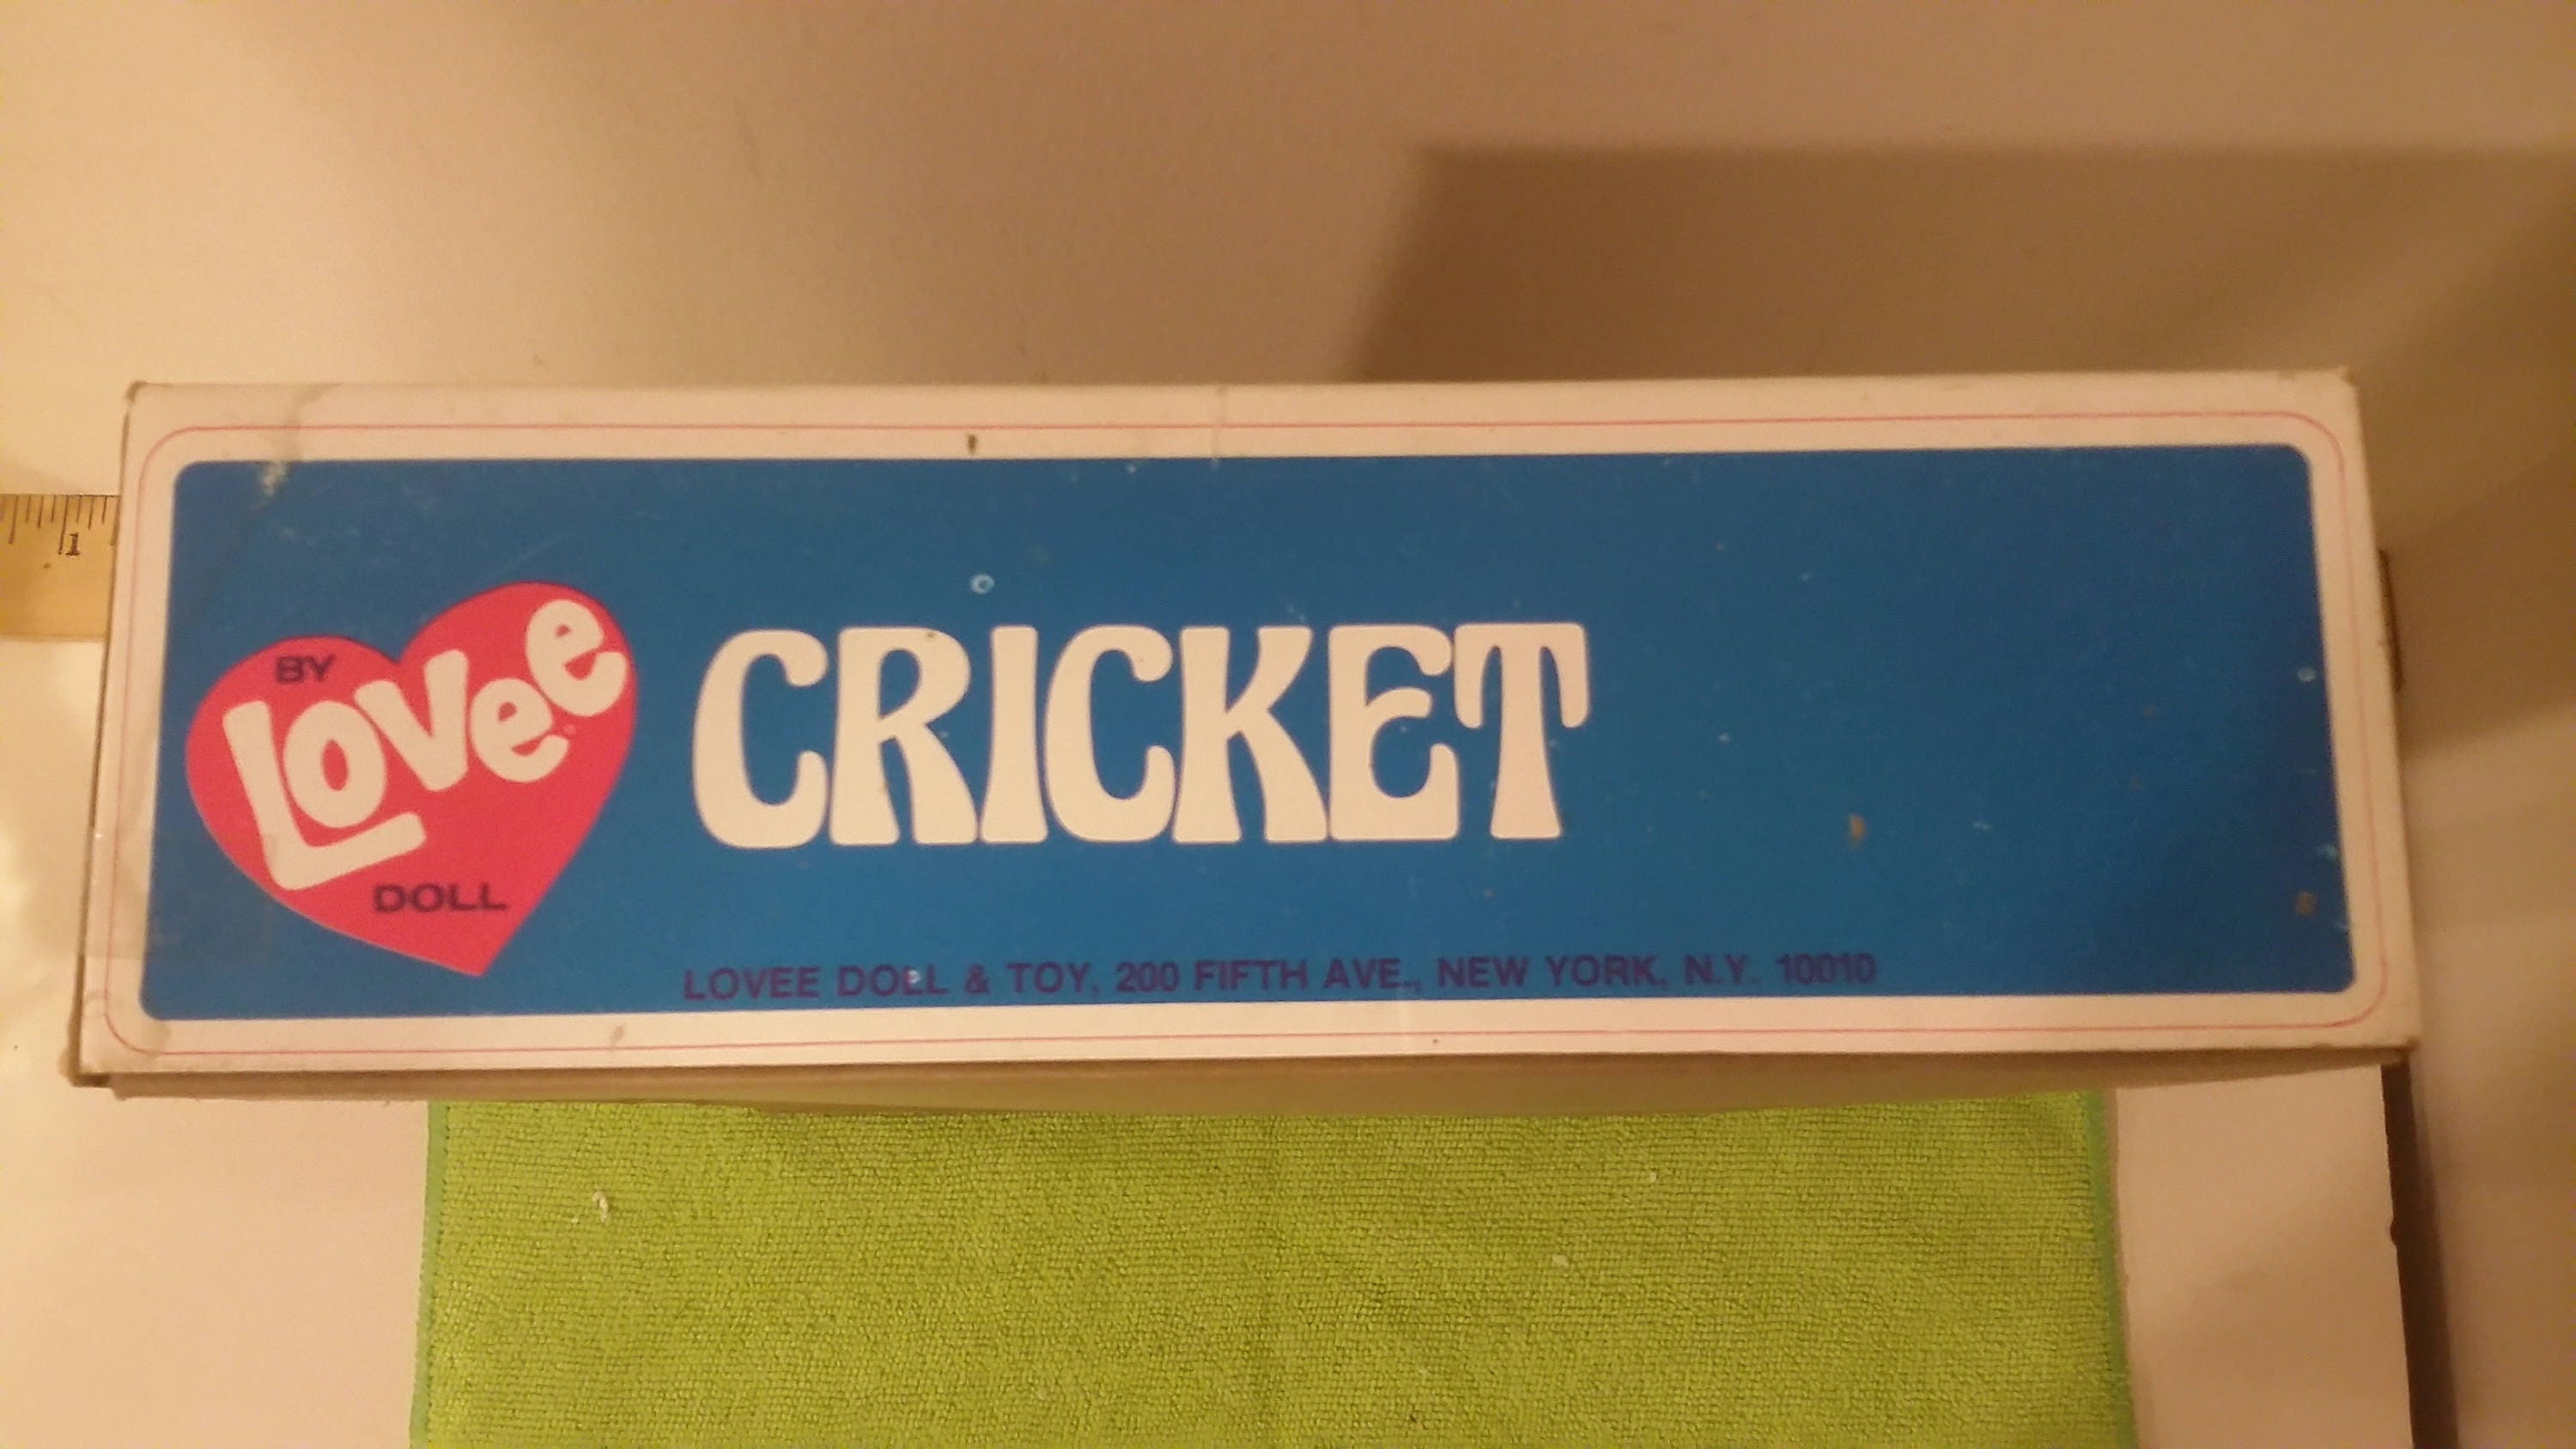 1
BY
Lovee
DOLL
CRICKET
LOVEE DOLL & TOY, 200 FIFTH AVE., NEW YORK, N.Y. 10010